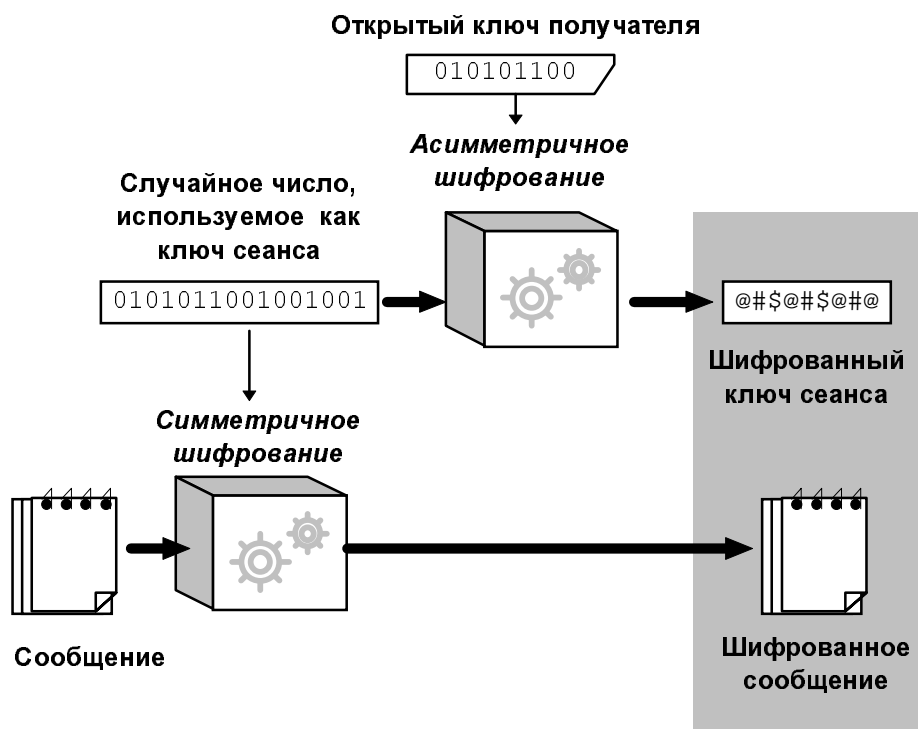 Открытый ключ получателя
010101100
Асимметричное
шифрование
Случайное число,
используемое как
ключ сеанса
0101011001001001
@#$@#$@#@
Шифрованный
ключ сеанса
Симметричное
шифрование
Сообщение
Шифрованное
сообщение